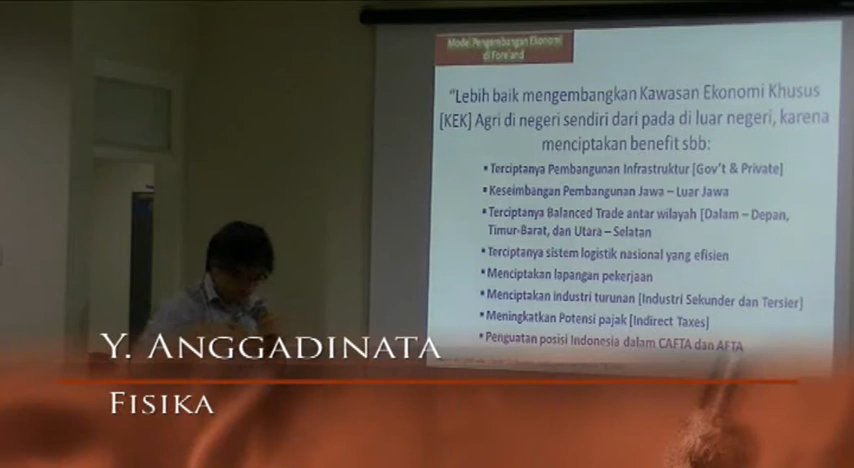 Model Pengembangan Ekonomi
di Foreland
"Lebih baik mengembangkan Kawasan Ekonomi Khusus
[KEK] Agri di negeri sendiri dari pada di luar negeri, karena
menciptakan benefit sbb:
• Terciptanya Pembangunan Infrastruktur [Gov't & Private]
• Keseimbangan Pembangunan Jawa – Luar Jawa
• Terciptanya Balanced Trade antar wilayah [Dalam – Depan,
Timur-Barat, dan Utara – Selatan
• Terciptanya sistem logistik nasional yang efisien
• Menciptakan lapangan pekerjaan
• Menciptakan industri turunan [Industri Sekunder dan Tersier]
• Meningkatkan Potensi pajak [Indirect Taxes]
• Penguatan posisi Indonesia dalam CAFTA dan AFTA
Y. Anggadinata
Fisika